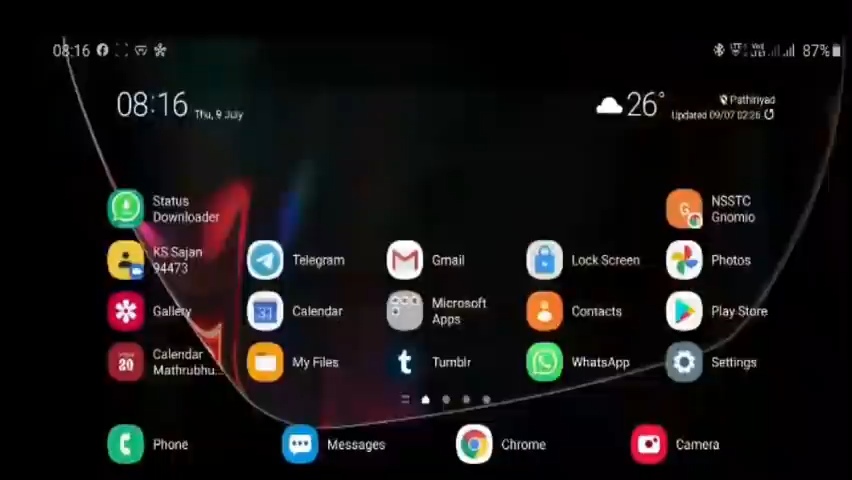 08:16
87%
08:16 Thu, 9 July
26°
Pathiriyad
Updated 09/07 02:26
Status
Downloader
NSSTC
Gnomio
G
KS Sajan
94473
Telegram
Gmail
Lock Screen
Photos
Gallery
31
Calendar
Microsoft
Apps
Contacts
Play Store
20
Calendar
Mathrubhu...
My Files
t
Tumblr
WhatsApp
Settings
Phone
Messages
Chrome
Camera